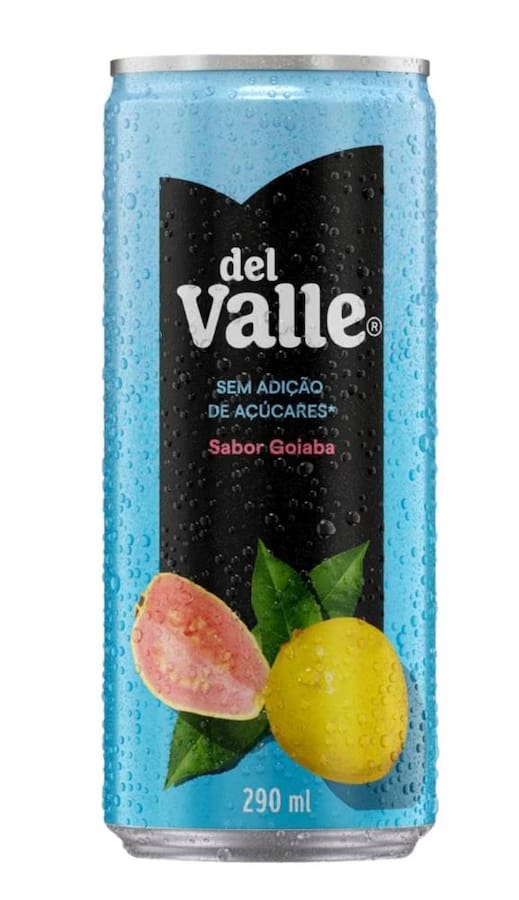 del
Valle®
SEM ADIÇÃO
DE AÇÚCARES*
Sabor Goiaba
290 ml